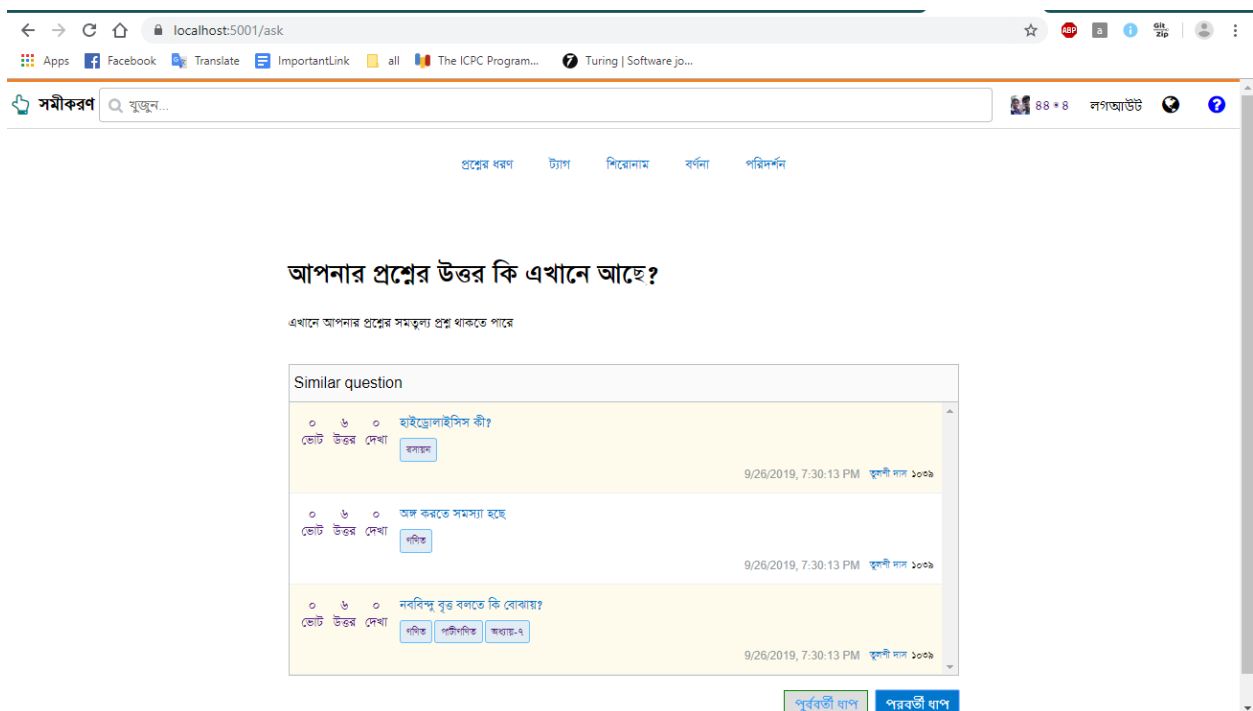 localhost:5001/ask
ABP a Git zip
Apps Facebook Translate ImportantLink all The ICPC Program... Turing | Software jo...
সমীকরণ খুজুন... ৪৪ * ৪ লগআউট
প্রশ্নের ধরণ ট্যাগ শিরোনাম বর্ণনা পরিদর্শন
আপনার প্রশ্নের উত্তর কি এখানে আছে?
এখানে আপনার প্রশ্নের সমতুল্য প্রশ্ন থাকতে পারে
Similar question
০ ৬ ০ হাইড্রোলাইসিস কী?
ভোট উত্তর দেখা
রসায়ন
9/26/2019, 7:30:13 PM তুলশী দাস ১০৩৯
০ ৬ ০ অঙ্ক করতে সমস্যা হচ্ছে
ভোট উত্তর দেখা
গণিত
9/26/2019, 7:30:13 PM তুলশী দাস ১০৩৯
০ ৬ ০ নববিন্দু বৃত্ত বলতে কি বোঝায়?
ভোট উত্তর দেখা
গণিত পাটীগণিত অধ্যায়-৭
9/26/2019, 7:30:13 PM তুলশী দাস ১০৩৯
পূর্ববর্তী ধাপ পরবর্তী ধাপ